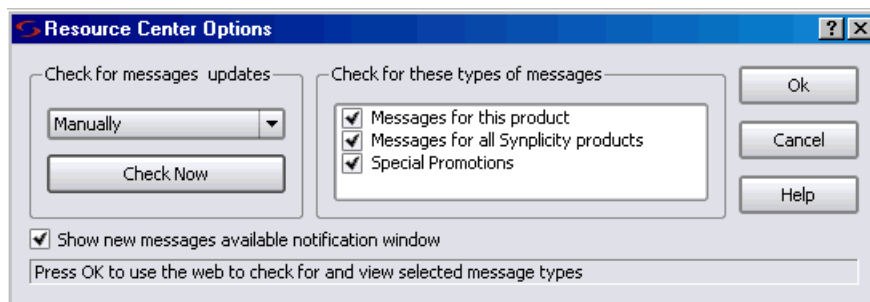 Resource Center Options
Check for messages updates
Manually
Check Now
Check for these types of messages
Messages for this product
Messages for all Synplicity products
Special Promotions
Ok
Cancel
Help
Show new messages available notification window
Press OK to use the web to check for and view selected message types